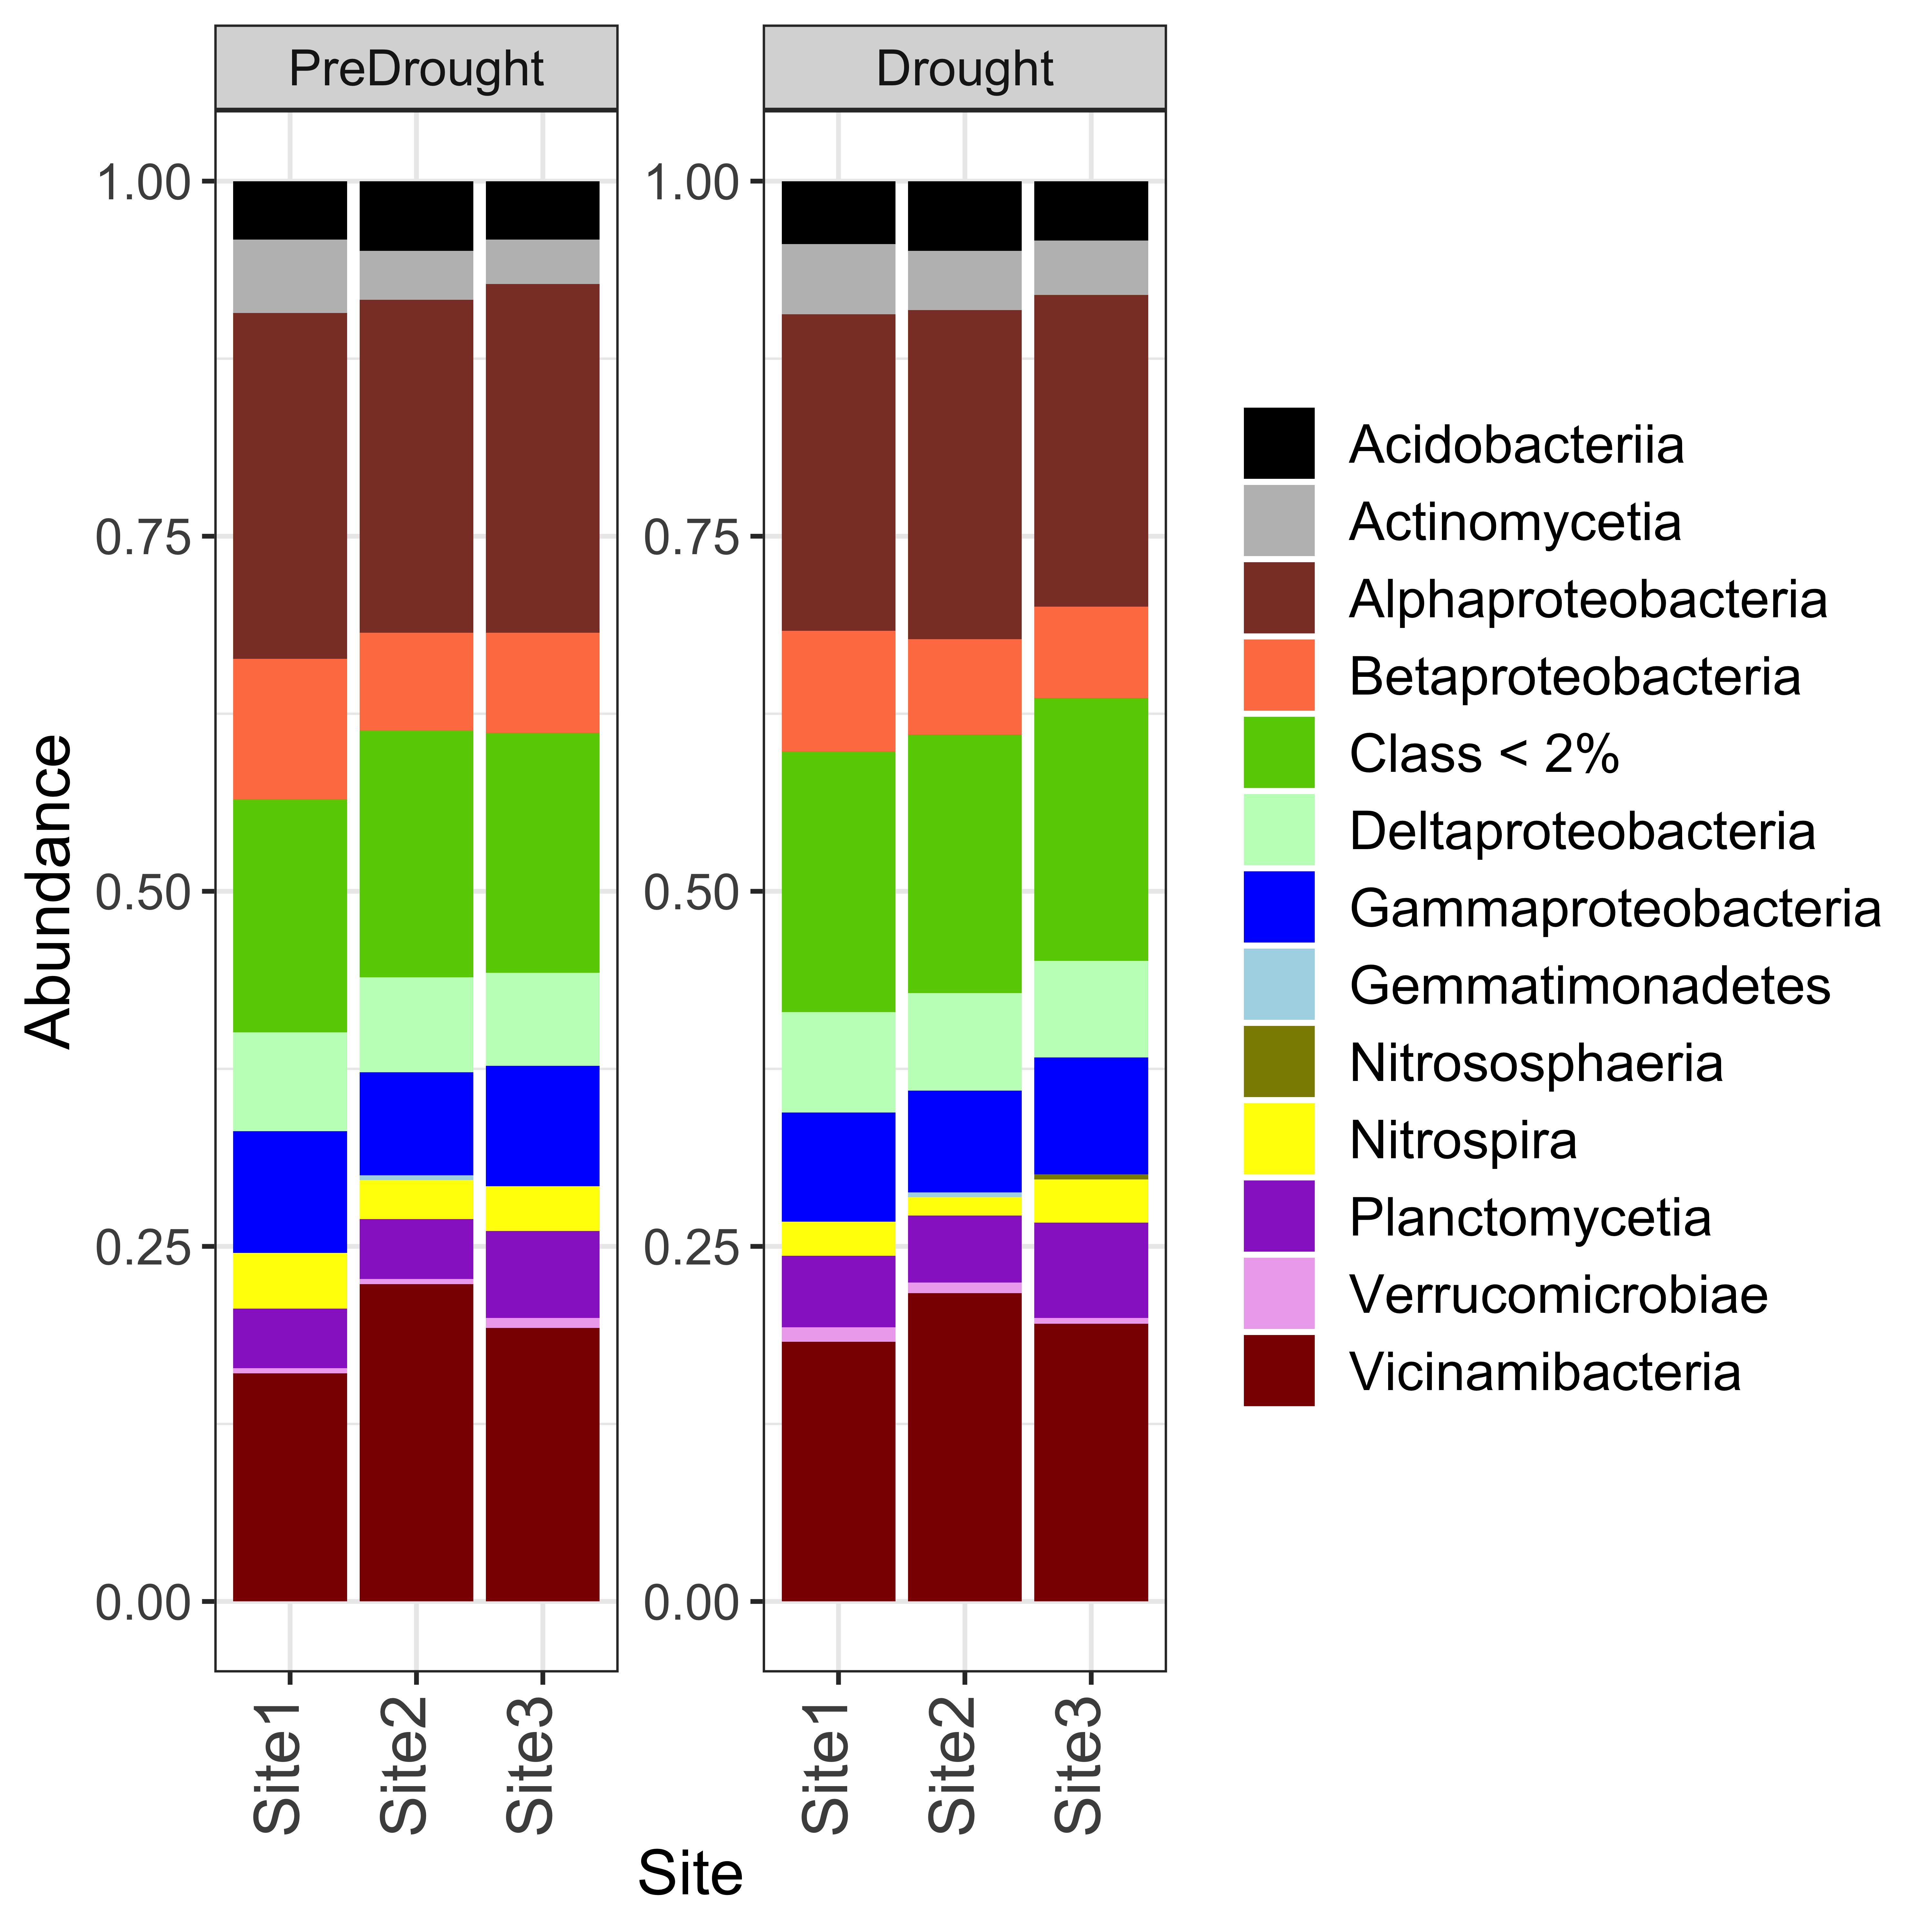 PreDrought
Drought
Abundance
1.00
0.75
0.50
0.25
0.00
1.00
0.75
0.50
0.25
0.00
Site1
Site2
Site3
Site1
Site2
Site3
Site
Acidobacteriia
Actinomycetia
Alphaproteobacteria
Betaproteobacteria
Class < 2%
Deltaproteobacteria
Gammaproteobacteria
Gemmatimonadetes
Nitrososphaeria
Nitrospira
Planctomycetia
Verrucomicrobiae
Vicinamibacteria